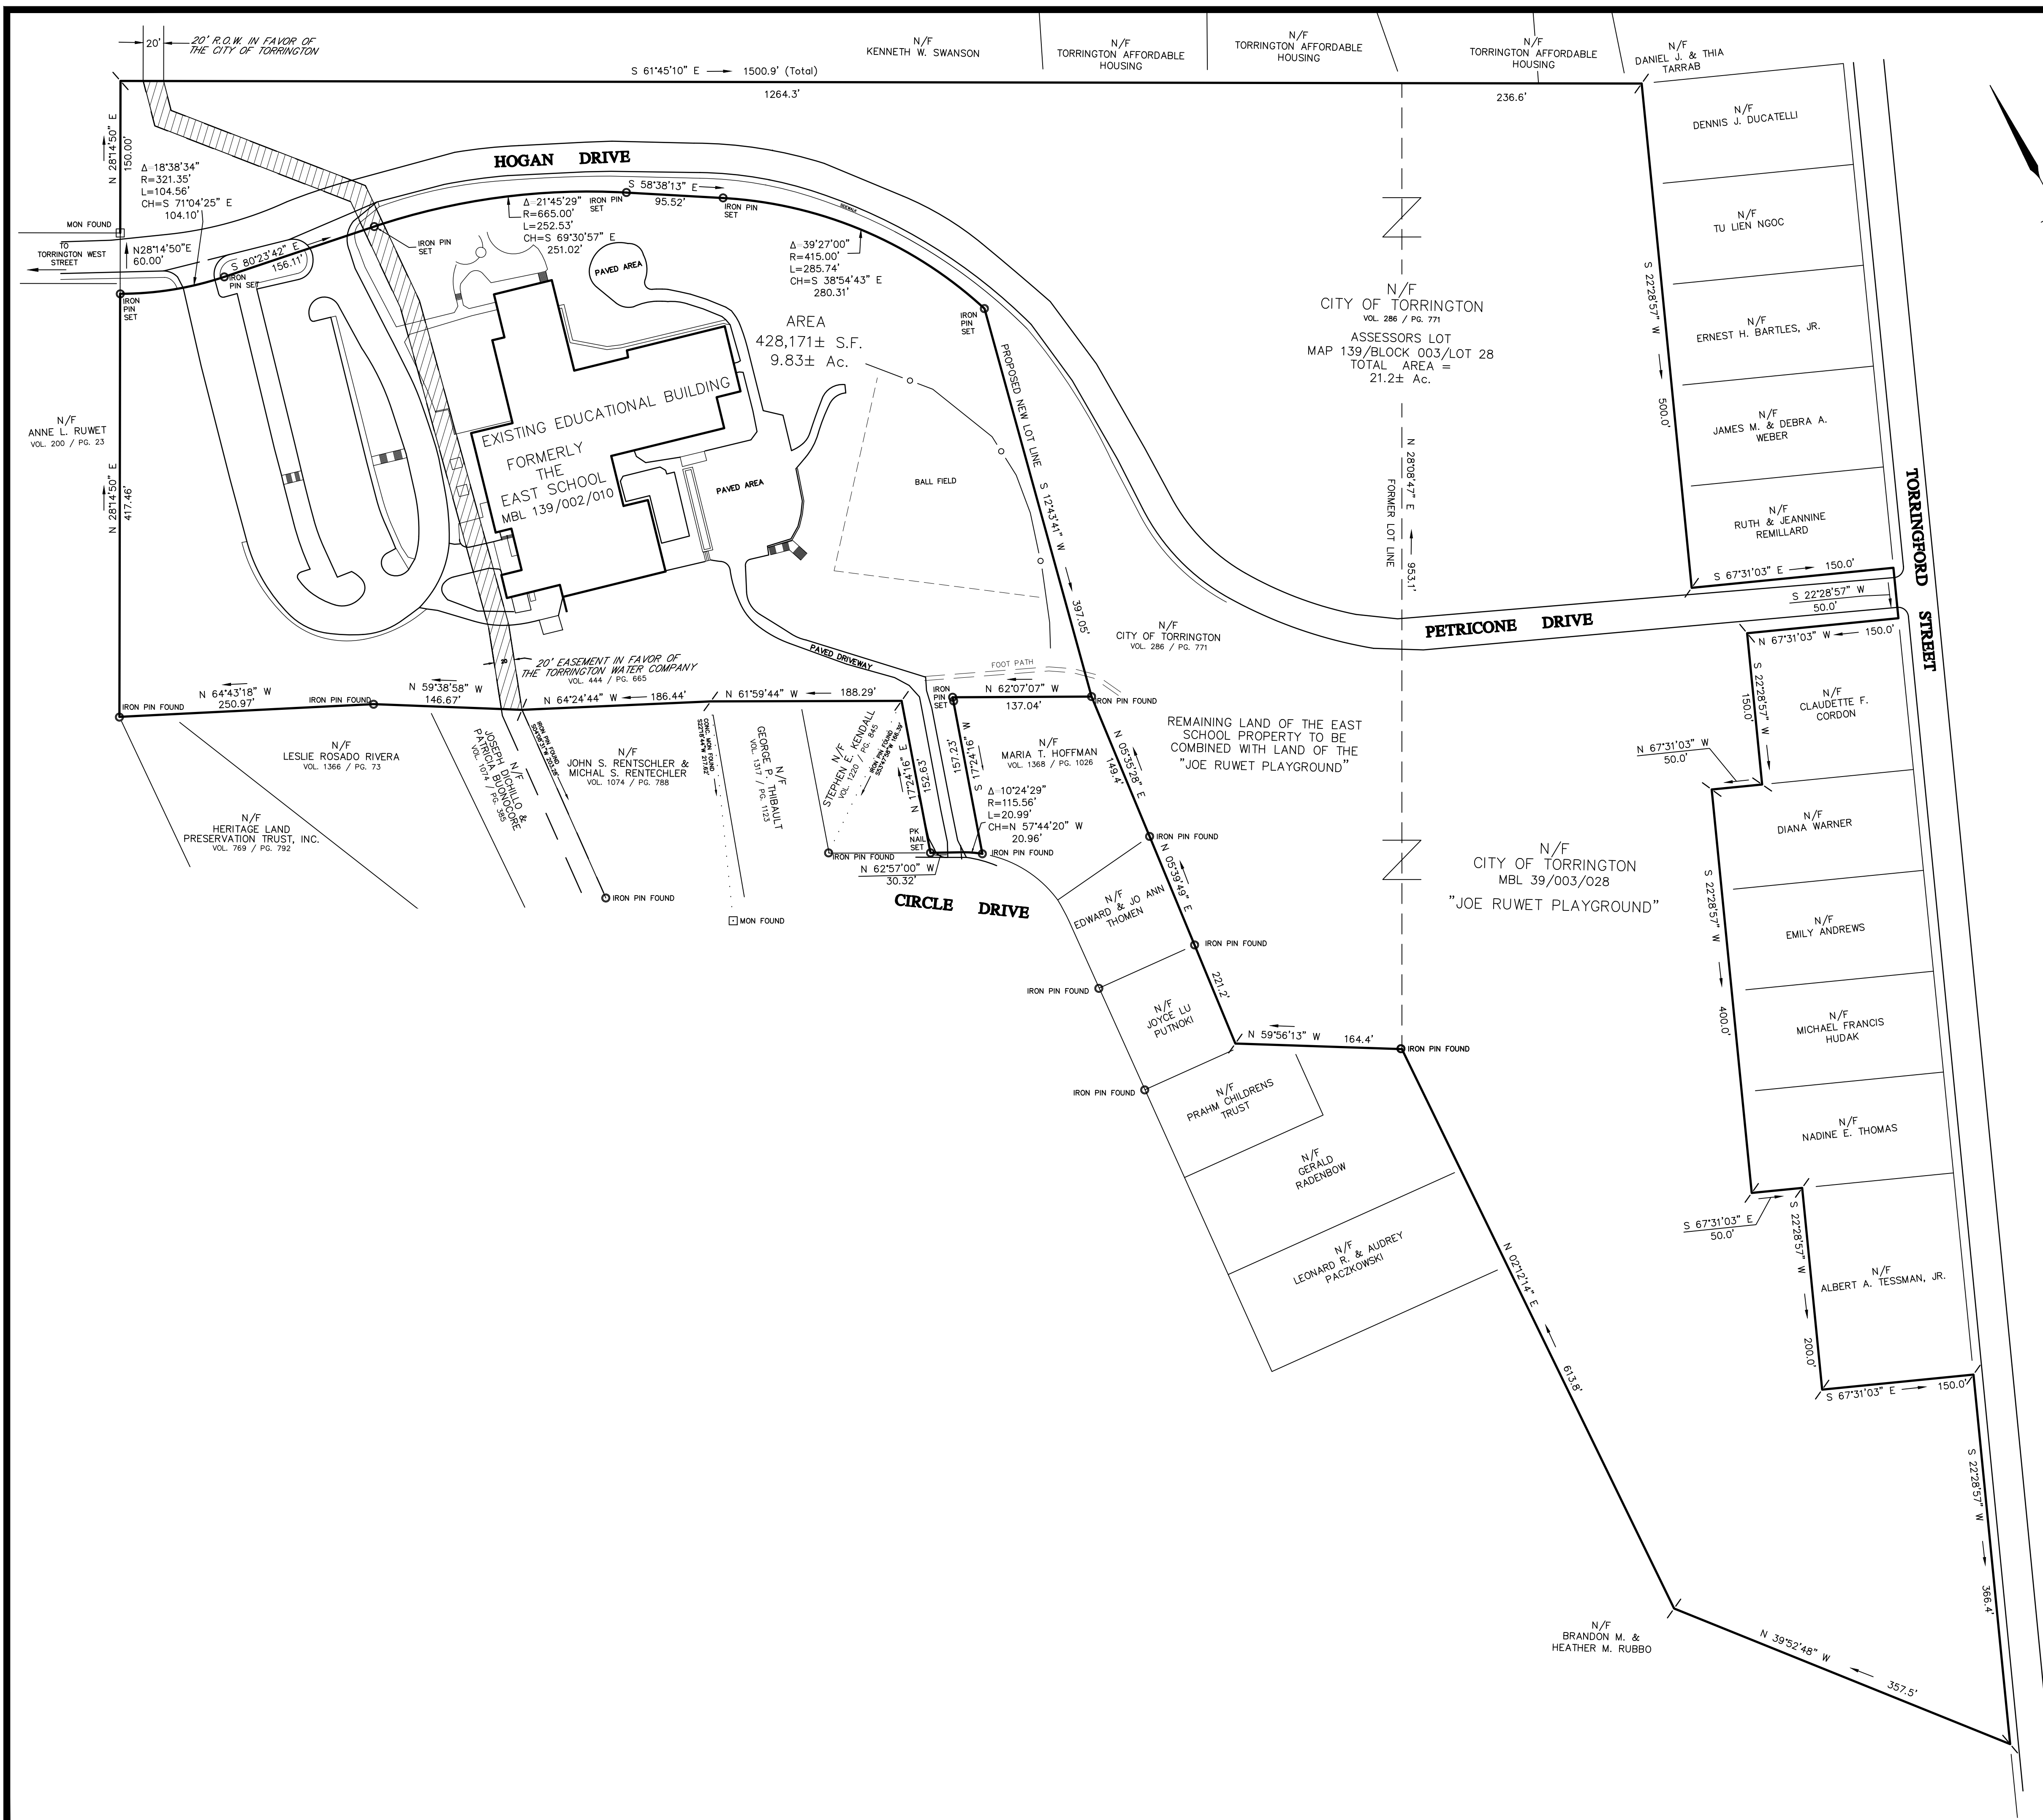 20'
20' R.O.W. IN FAVOR OF
THE CITY OF TORRINGTON
S 61°45'10" E
1500.9' (Total)
1264.3'
236.6'
N/F
KENNETH W. SWANSON
N/F
TORRINGTON AFFORDABLE
HOUSING
N/F
TORRINGTON AFFORDABLE
HOUSING
N/F
TORRINGTON AFFORDABLE
HOUSING
N/F
DANIEL J. & THIA
TARRAB
N/F
DENNIS J. DUCATELLI
N/F
TU LIEN NGOC
N/F
ERNEST H. BARTLES, JR.
N/F
JAMES M. & DEBRA A.
WEBER
N/F
RUTH & JEANNINE
REMILLARD
S 22°28'57" W
500.0'
S 67°31'03" E
150.0'
S 22°28'57" W
50.0'
N 67°31'03" W
150.0'
TORRINGFORD STREET
N 28°14'50" E
150.00'
Δ=18°38'34"
R=321.35'
L=104.56'
CH=S 71°04'25" E
104.10'
MON FOUND
TO
TORRINGTON WEST
STREET
N28°14'50"E
60.00'
S 80°23'42" E
156.11'
IRON
PIN SET
IRON
PIN
SET
IRON PIN
SET
HOGAN DRIVE
Δ=21°45'29"
R=665.00'
L=252.53'
CH=S 69°30'57" E
251.02'
IRON PIN
SET
S 58°38'13" E
95.52'
IRON PIN
SET
SIDEWALK
Δ=39°27'00"
R=415.00'
L=285.74'
CH=S 38°54'43" E
280.31'
IRON
PIN
SET
PAVED AREA
AREA
428,171± S.F.
9.83± Ac.
EXISTING EDUCATIONAL BUILDING
FORMERLY
THE
EAST SCHOOL
MBL 139/002/010
PAVED AREA
BALL FIELD
PROPOSED NEW LOT LINE
S 12°43'41" W
397.05'
N/F
CITY OF TORRINGTON
VOL. 286 / PG. 771
ASSESSORS LOT
MAP 139/BLOCK 003/LOT 28
TOTAL AREA =
21.2± Ac.
N 28°08'47" E
953.1'
FORMER LOT LINE
N/F
ANNE L. RUWET
VOL. 200 / PG. 23
N 28°14'50" E
417.46'
PETRICONE DRIVE
N/F
CITY OF TORRINGTON
VOL. 286 / PG. 771
FOOT PATH
PAVED DRIVEWAY
20
20' EASEMENT IN FAVOR OF
THE TORRINGTON WATER COMPANY
VOL. 444 / PG. 665
IRON PIN FOUND
N 64°43'18" W
250.97'
IRON PIN FOUND
N 59°38'58" W
146.67'
N 64°24'44" W
186.44'
N 61°59'44" W
188.29'
IRON
PIN
SET
N 62°07'07" W
137.04'
IRON PIN FOUND
N/F
LESLIE ROSADO RIVERA
VOL. 1366 / PG. 73
N/F
HERITAGE LAND
PRESERVATION TRUST, INC.
VOL. 769 / PG. 792
N/F
JOSEPH DICHILLO &
PATRICIA BUONOCORE
VOL. 1074 / PG. 385
IRON PIN FOUND
IRON PIN FOUND
N/F
JOHN S. RENTSCHLER &
MICHAL S. RENTECHLER
VOL. 1074 / PG. 788
CONC. MON FOUND
MON FOUND
N/F
GEORGE P. THIBAULT
VOL. 1317 / PG. 1123
N/F
STEPHEN E. KENDALL
VOL. 1220 / PG. 845
IRON PIN FOUND
IRON PIN FOUND
N 17°24'16" E
152.63'
PK
NAIL
SET
N 62°57'00" W
30.32'
S 17°24'16" W
157.23'
N/F
MARIA T. HOFFMAN
VOL. 1368 / PG. 1026
Δ=10°24'29"
R=115.56'
L=20.99'
CH=N 57°44'20" W
20.96'
IRON PIN FOUND
CIRCLE DRIVE
N 05°35'28" E
149.4'
IRON PIN FOUND
N 05°39'49" E
221.2'
IRON PIN FOUND
REMAINING LAND OF THE EAST
SCHOOL PROPERTY TO BE
COMBINED WITH LAND OF THE
"JOE RUWET PLAYGROUND"
N/F
EDWARD & JO ANN
THOMEN
IRON PIN FOUND
N/F
JOYCE LU
PUTNOKI
IRON PIN FOUND
N 59°56'13" W
164.4'
IRON PIN FOUND
N/F
PRAHM CHILDRENS
TRUST
N/F
GERALD
RADENBOW
N/F
LEONARD R. & AUDREY
PACZKOWSKI
N/F
CITY OF TORRINGTON
MBL 39/003/028
"JOE RUWET PLAYGROUND"
S 22°28'57" W
150.0'
N/F
CLAUDETTE F.
CORDON
N 67°31'03" W
50.0'
N/F
DIANA WARNER
N/F
EMILY ANDREWS
N/F
MICHAEL FRANCIS
HUDAK
N/F
NADINE E. THOMAS
S 22°28'57" W
400.0'
S 67°31'03" E
50.0'
S 22°28'57" W
200.0'
N/F
ALBERT A. TESSMAN, JR.
S 67°31'03" E
150.0'
S 22°28'57" W
366.4'
N 02°12'14" E
613.8'
N/F
BRANDON M. &
HEATHER M. RUBBO
N 39°52'48" W
357.5'